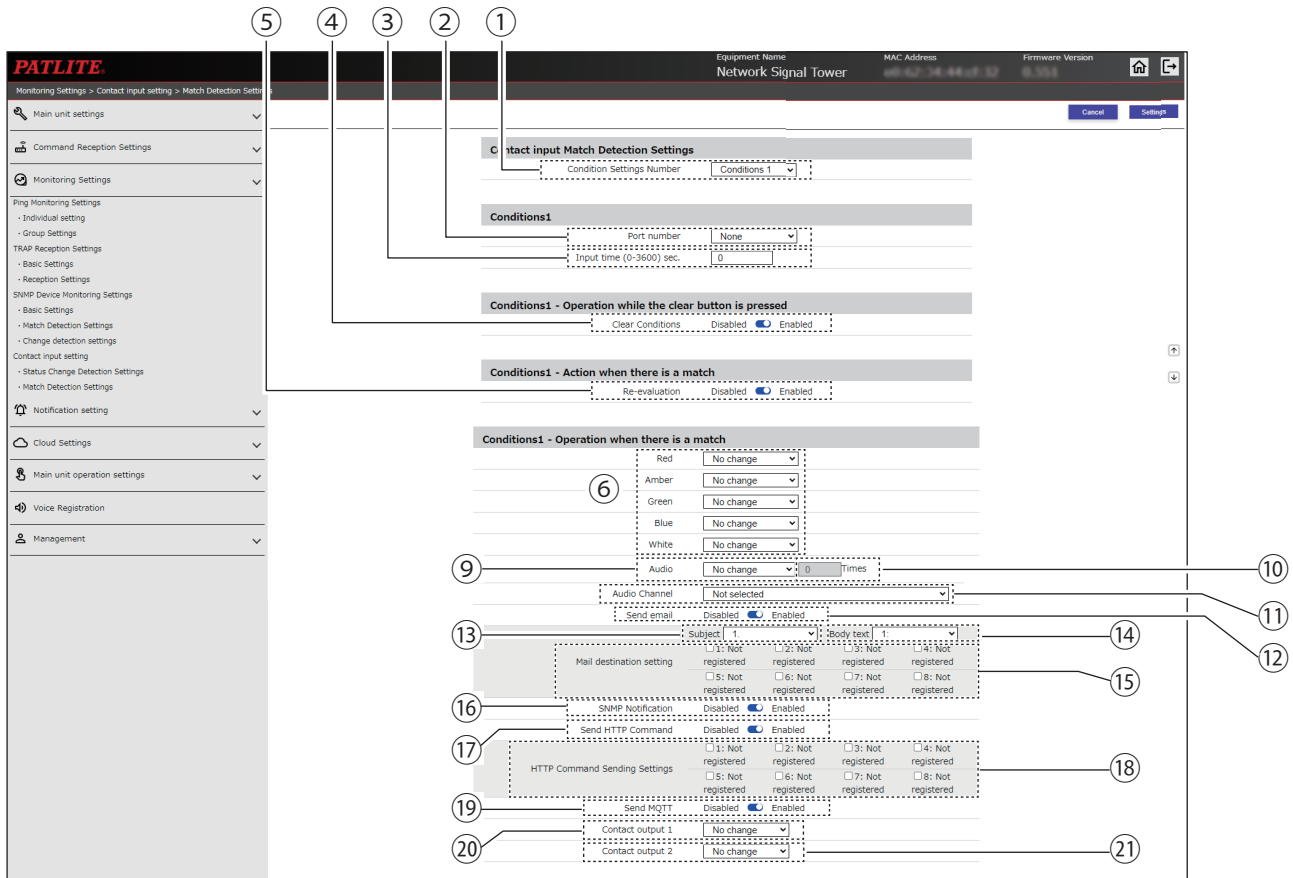 ⑤ ④ ③ ② ①
PATLITE®
Equipment Name
Network Signal Tower
MAC Address
Firmware Version
0.551
Monitoring Settings > Contact input setting > Match Detection Settings
Cancel
Settings
Main unit settings
Command Reception Settings
Monitoring Settings
Ping Monitoring Settings
・Individual setting
・Group Settings
TRAP Reception Settings
・Basic Settings
・Reception Settings
SNMP Device Monitoring Settings
・Basic Settings
・Match Detection Settings
・Change detection settings
Contact input setting
・Status Change Detection Settings
・Match Detection Settings
Notification setting
Cloud Settings
Main unit operation settings
Voice Registration
Management
Contact input Match Detection Settings
Condition Settings Number Conditions 1
Conditions1
Port number None
Input time (0-3600) sec. 0
Conditions1 - Operation while the clear button is pressed
Clear Conditions Disabled Enabled
Conditions1 - Action when there is a match
Re-evaluation Disabled Enabled
Conditions1 - Operation when there is a match
⑥
Red No change
Amber No change
Green No change
Blue No change
White No change
⑨ Audio No change 0 Times ⑩
Audio Channel Not selected ⑪
Send email Disabled Enabled ⑫
⑬ Subject 1. Body text 1: ⑭
Mail destination setting ⑮
1: Not registered 2: Not registered 3: Not registered 4: Not registered
5: Not registered 6: Not registered 7: Not registered 8: Not registered
⑯ SNMP Notification Disabled Enabled
⑰ Send HTTP Command Disabled Enabled
HTTP Command Sending Settings ⑱
1: Not registered 2: Not registered 3: Not registered 4: Not registered
5: Not registered 6: Not registered 7: Not registered 8: Not registered
⑲ Send MQTT Disabled Enabled
⑳ Contact output 1 No change
Contact output 2 No change ㉑